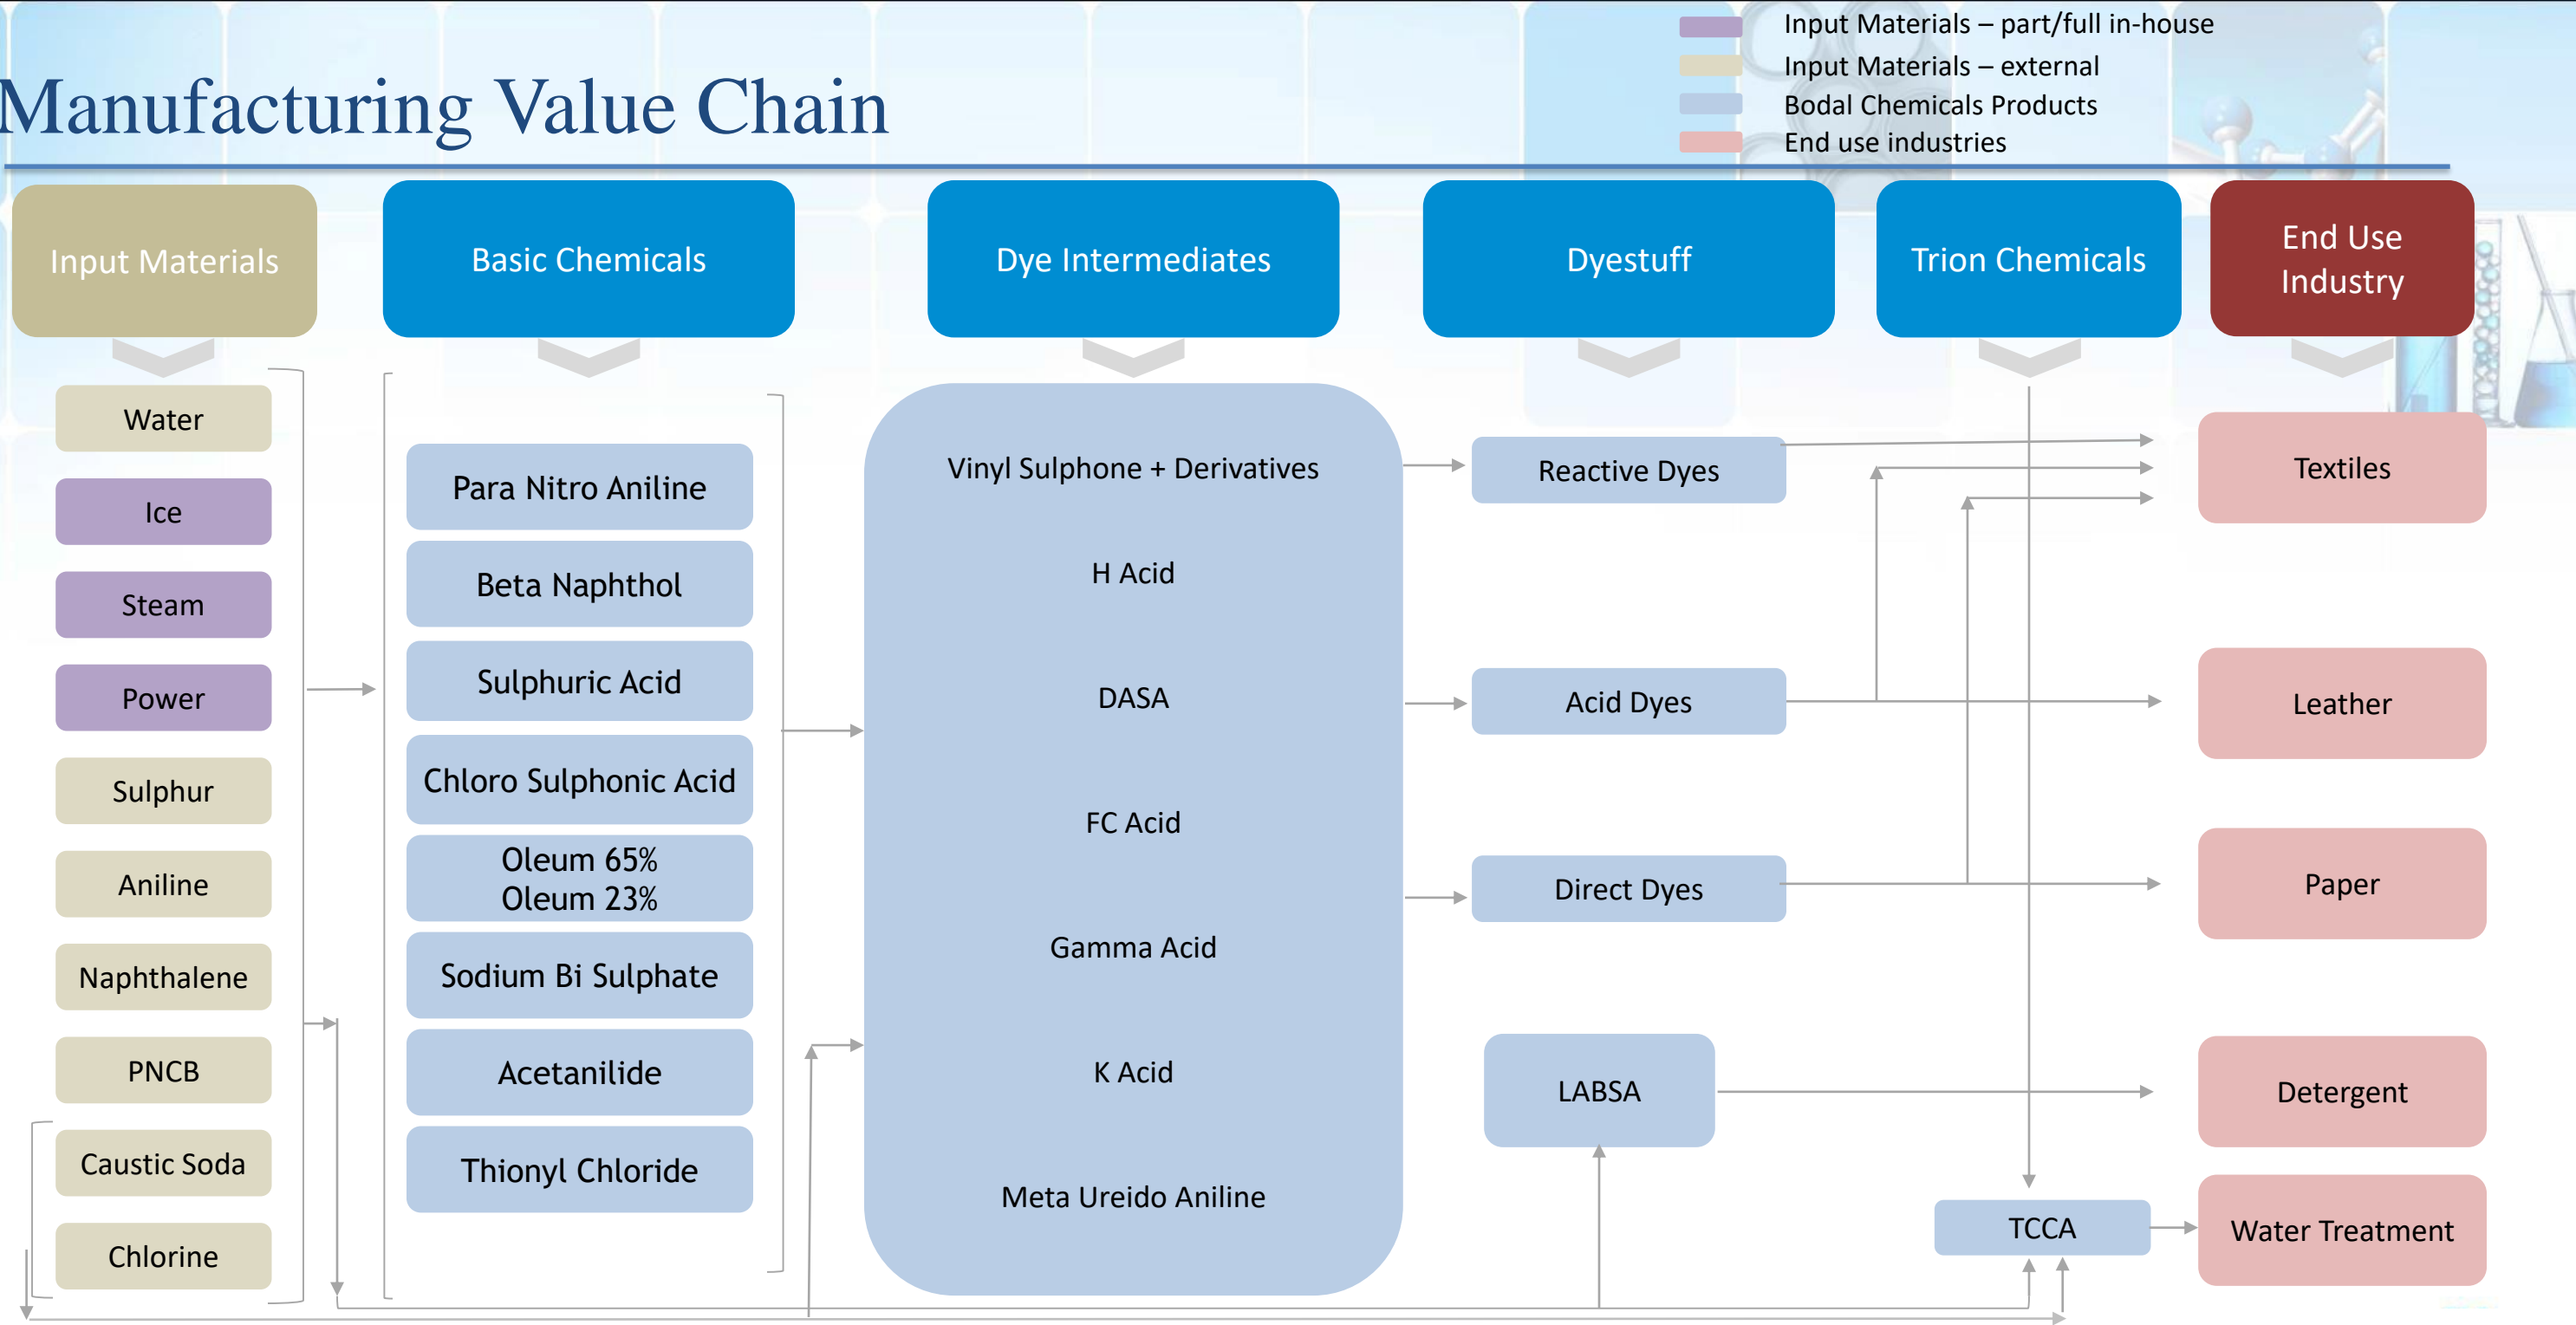 Input Materials – part/full in-house
Input Materials – external
Bodal Chemicals Products
End use industries
Manufacturing Value Chain
Input Materials
Basic Chemicals
Dye Intermediates
Dyestuff
Trion Chemicals
End Use
Industry
Water
Ice
Steam
Power
Sulphur
Aniline
Naphthalene
PNCB
Caustic Soda
Chlorine
Para Nitro Aniline
Beta Naphthol
Sulphuric Acid
Chloro Sulphonic Acid
Oleum 65%
Oleum 23%
Sodium Bi Sulphate
Acetanilide
Thionyl Chloride
Vinyl Sulphone + Derivatives
H Acid
DASA
FC Acid
Gamma Acid
K Acid
Meta Ureido Aniline
Reactive Dyes
Acid Dyes
Direct Dyes
LABSA
TCCA
Textiles
Leather
Paper
Detergent
Water Treatment